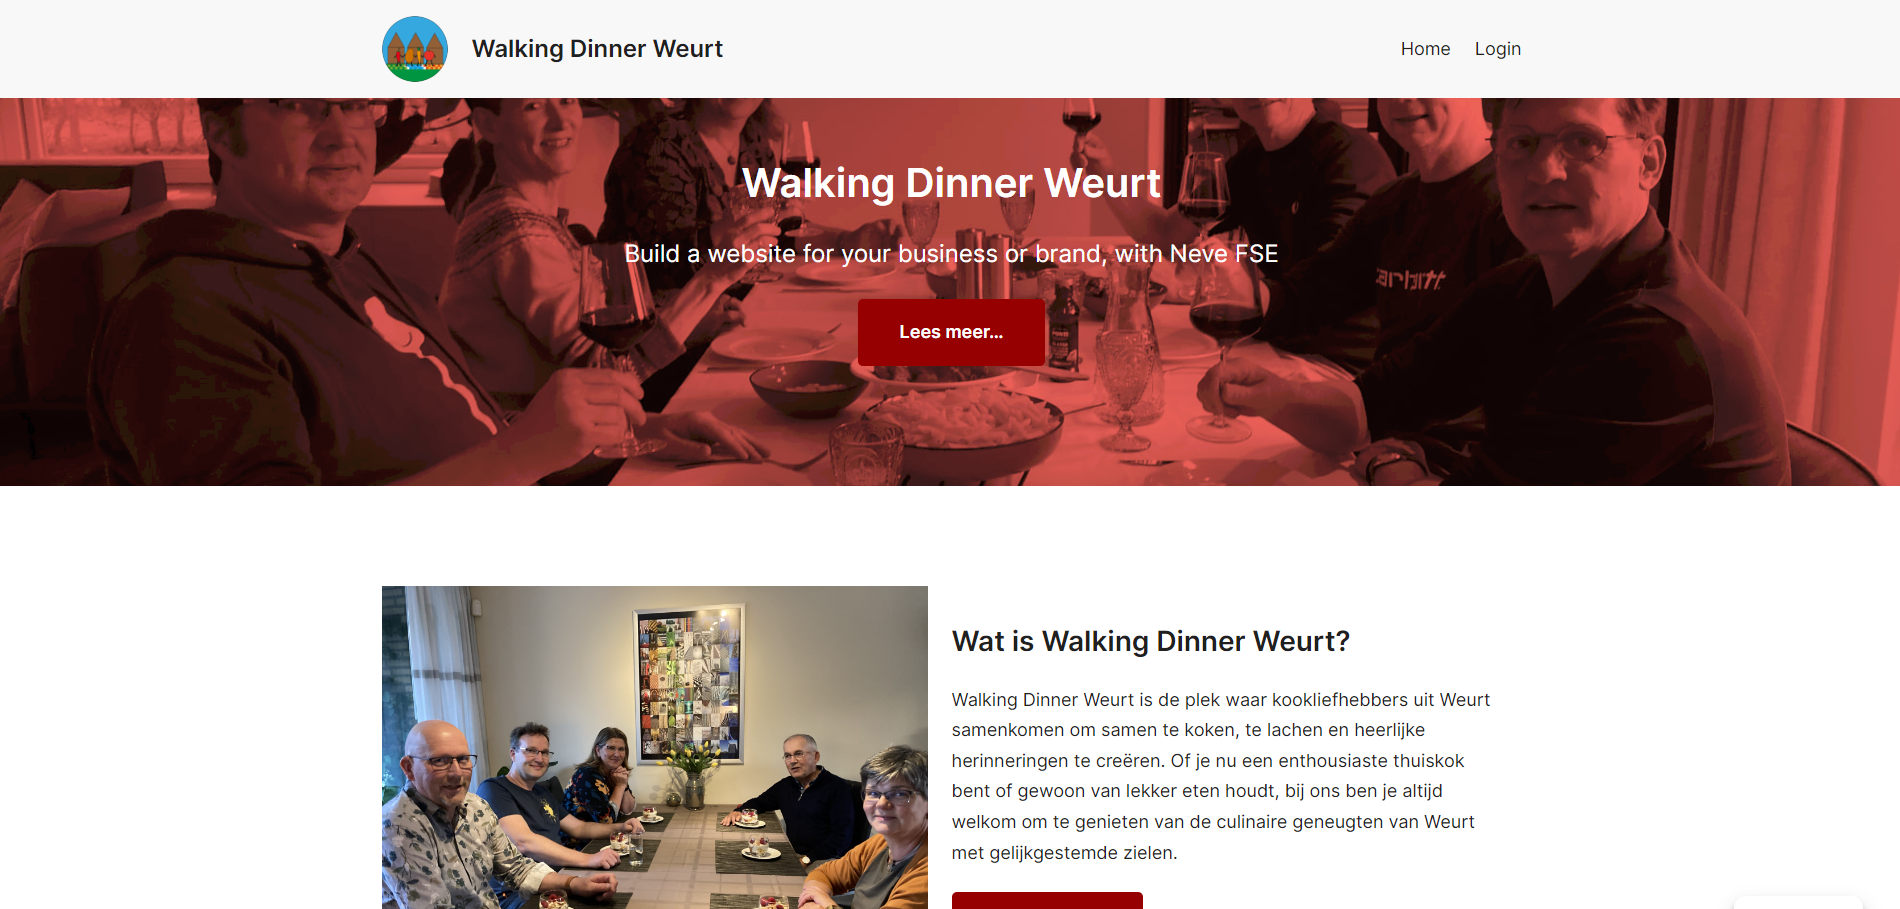 Walking Dinner Weurt
Home
Login
Walking Dinner Weurt
Build a website for your business or brand, with Neve FSE
Lees meer...
Wat is Walking Dinner Weurt?
Walking Dinner Weurt is de plek waar kookliefhebbers uit Weurt
samenkomen om samen te koken, te lachen en heerlijke
herinneringen te creëren. Of je nu een enthousiaste thuiskok
bent of gewoon van lekker eten houdt, bij ons ben je altijd
welkom om te genieten van de culinaire geneugten van Weurt
met gelijkgestemde zielen.